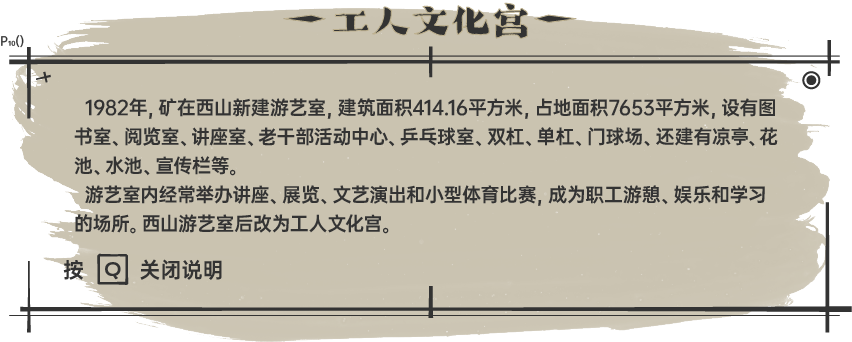 工人文化宫
P₁₀()
1982年, 矿在西山新建游艺室, 建筑面积414.16平方米, 占地面积7653平方米, 设有图
书室、阅览室、讲座室、老干部活动中心、乒乓球室、双杠、单杠、门球场、还建有凉亭、花
池、水池、宣传栏等。
游艺室内经常举办讲座、展览、文艺演出和小型体育比赛, 成为职工游憩、娱乐和学习
的场所。西山游艺室后改为工人文化宫。
按 Q 关闭说明